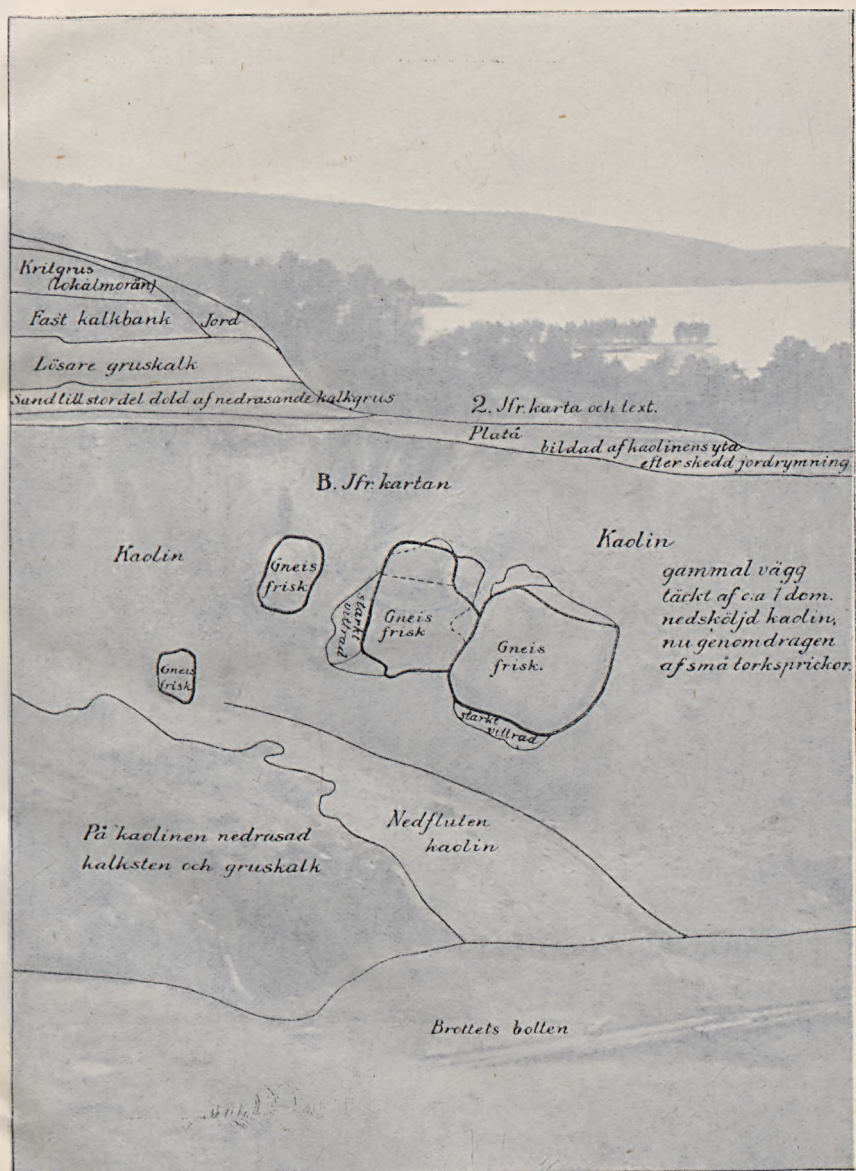 Kritgrus
(lokalmorän)
Fast kalkbank
Jord
Lösare gruskalk
Sand till stor del dold af nedrasande kalkgrus
2. Jfr. karta och text.
Platå
bildad af kaolinens yta
efter skedd jordrymning.
B. Jfr. kartan
Kaolin
Gneis
frisk
starkt
vittrad
Gneis
frisk
Gneis
frisk.
starkt
vittrad
Kaolin
gammal vägg
täckt af c:a 1 dcm.
nedsköljd kaolin,
nu genomdragen
af små torksprickor.
Gneis
frisk
På kaolinen nedrasad
kalksten och gruskalk
Nedfluten
kaolin
Brottets botten